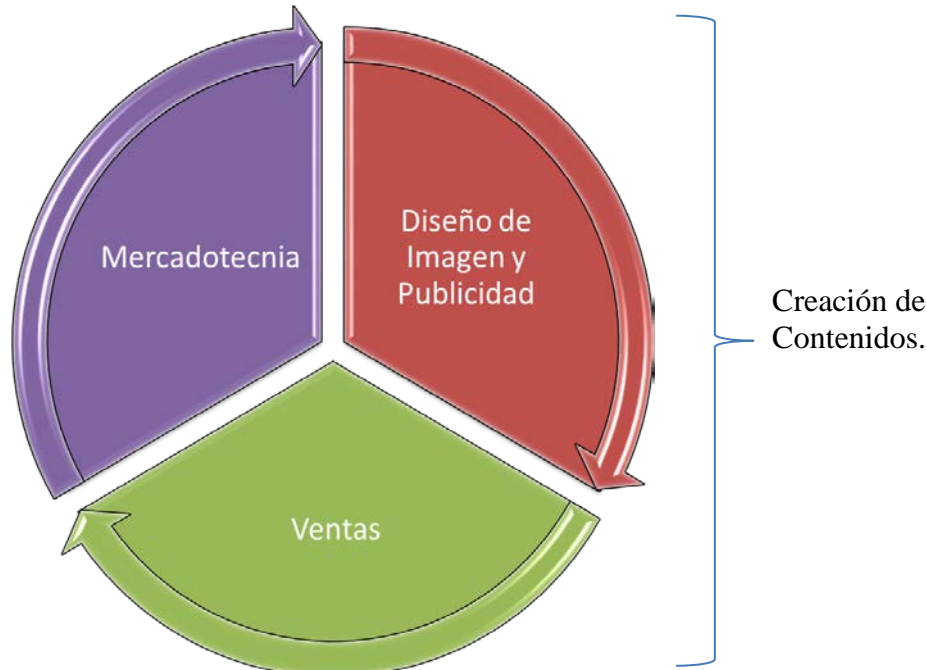 Mercadotecnia
Diseño de
Imagen y
Publicidad
Ventas
Creación de
Contenidos.